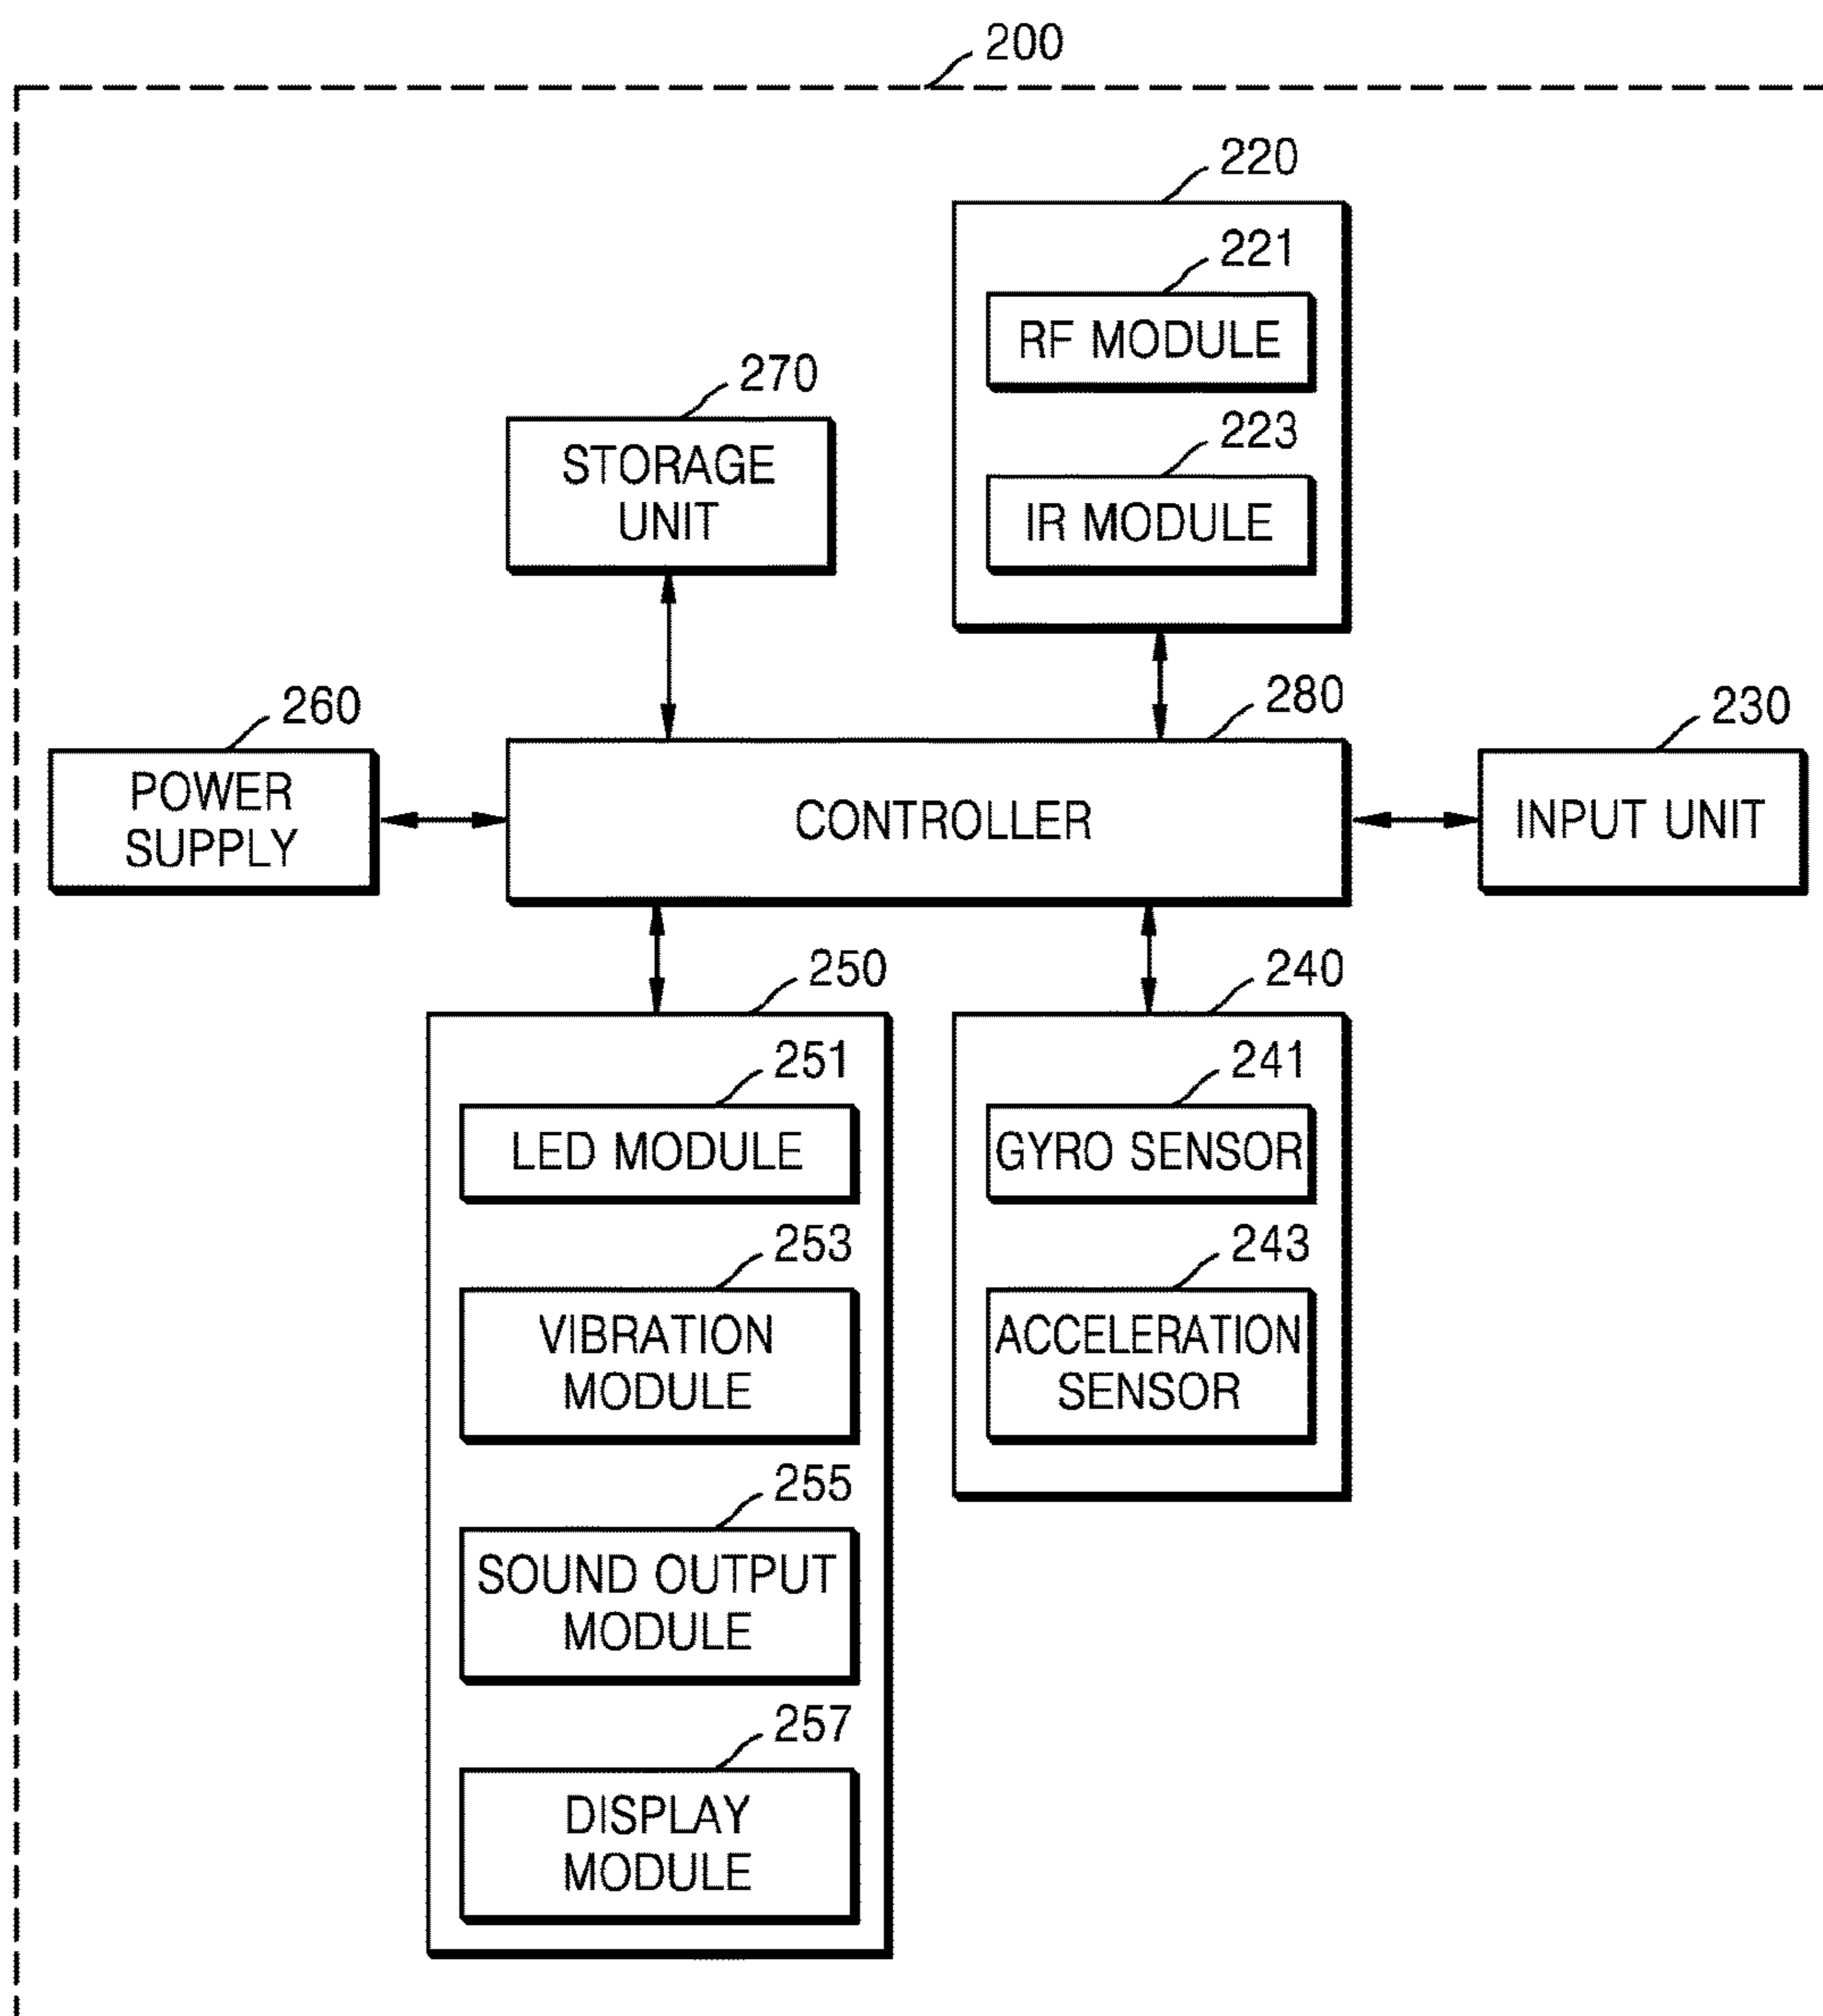 200
220
221
RF MODULE
270
223
STORAGE
UNIT
IR MODULE
260
280
230
POWER
SUPPLY
CONTROLLER
INPUT UNIT
250
240
251
241
LED MODULE
GYRO SENSOR
253
243
VIBRATION
MODULE
ACCELERATION
SENSOR
255
SOUND OUTPUT
MODULE
257
DISPLAY
MODULE